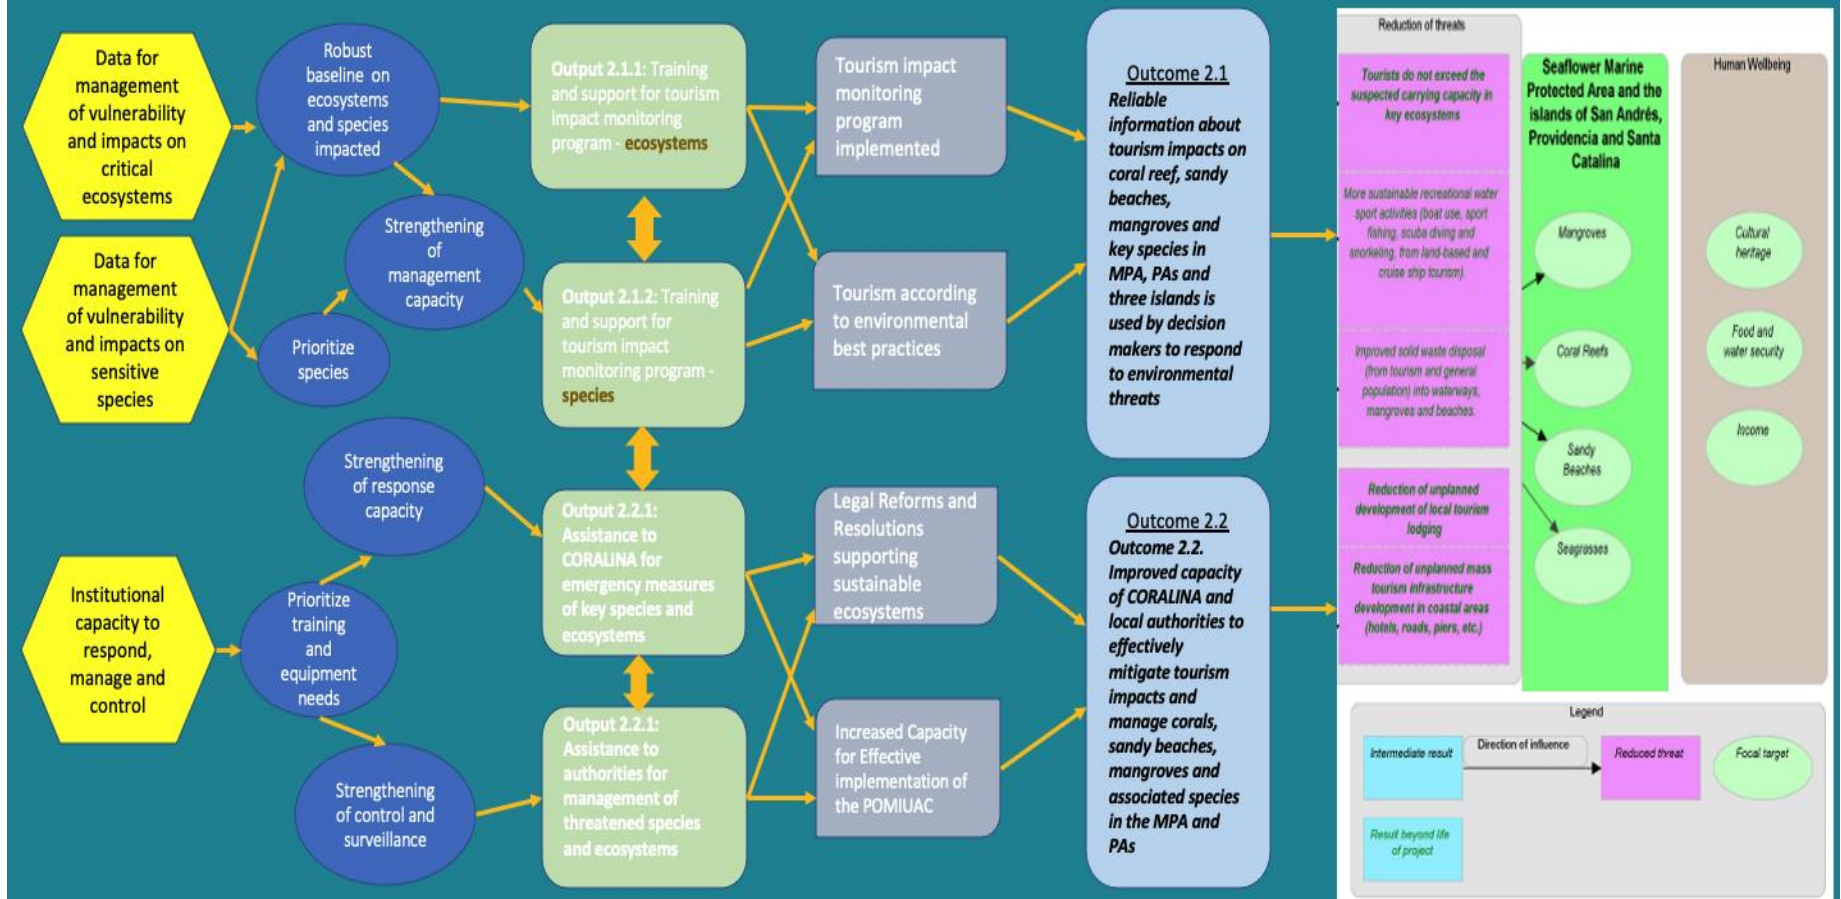 Data for
management
of vulnerability
and impacts on
critical
ecosystems
Data for
management
of vulnerability
and impacts on
sensitive
species
Institutional
capacity to
respond,
manage and
control
Robust
baseline on
ecosystems
and species
impacted
Strengthening
of
management
capacity
Prioritize
species
Strengthening
of response
capacity
Prioritize
training
and
equipment
needs
Strengthening
of control and
surveillance
Output 2.1.1: Training
and support for tourism
impact monitoring
program - ecosystems
Output 2.1.2: Training
and support for
tourism impact
monitoring program -
species
Output 2.2.1:
Assistance to
CORALINA for
emergency measures
of key species and
ecosystems
Output 2.2.1:
Assistance to
authorities for
management of
threatened species
and ecosystems
Tourism impact
monitoring
program
implemented
Tourism according
to environmental
best practices
Legal Reforms and
Resolutions
supporting
sustainable
ecosystems
Increased Capacity
for Effective
implementation of
the POMIUAC
Outcome 2.1
Reliable
information about
tourism impacts on
coral reef, sandy
beaches,
mangroves and
key species in
MPA, PAs and
three islands is
used by decision
makers to respond
to environmental
threats
Outcome 2.2
Outcome 2.2.
Improved capacity
of CORALINA and
local authorities to
effectively
mitigate tourism
impacts and
manage corals,
sandy beaches,
mangroves and
associated species
in the MPA and
PAs
Reduction of threats
Tourists do not exceed the
suspected carrying capacity in
key ecosystems
More sustainable recreational water
sport activities (boat use, sport
fishing, scuba diving and
snorkeling, from land-based and
cruise ship tourism).
Improved solid waste disposal
(from tourism and general
population) into waterways,
mangroves and beaches.
Reduction of unplanned
development of local tourism
lodging
Reduction of unplanned mass
tourism infrastructure
development in coastal areas
(hotels, roads, piers, etc.)
Seaflower Marine
Protected Area and the
islands of San Andrés,
Providencia and Santa
Catalina
Mangroves
Coral Reefs
Sandy
Beaches
Seagrasses
Human Wellbeing
Cultural
heritage
Food and
water security
Income
Legend
Intermediate result
Direction of influence
Reduced threat
Focal target
Result beyond life
of project